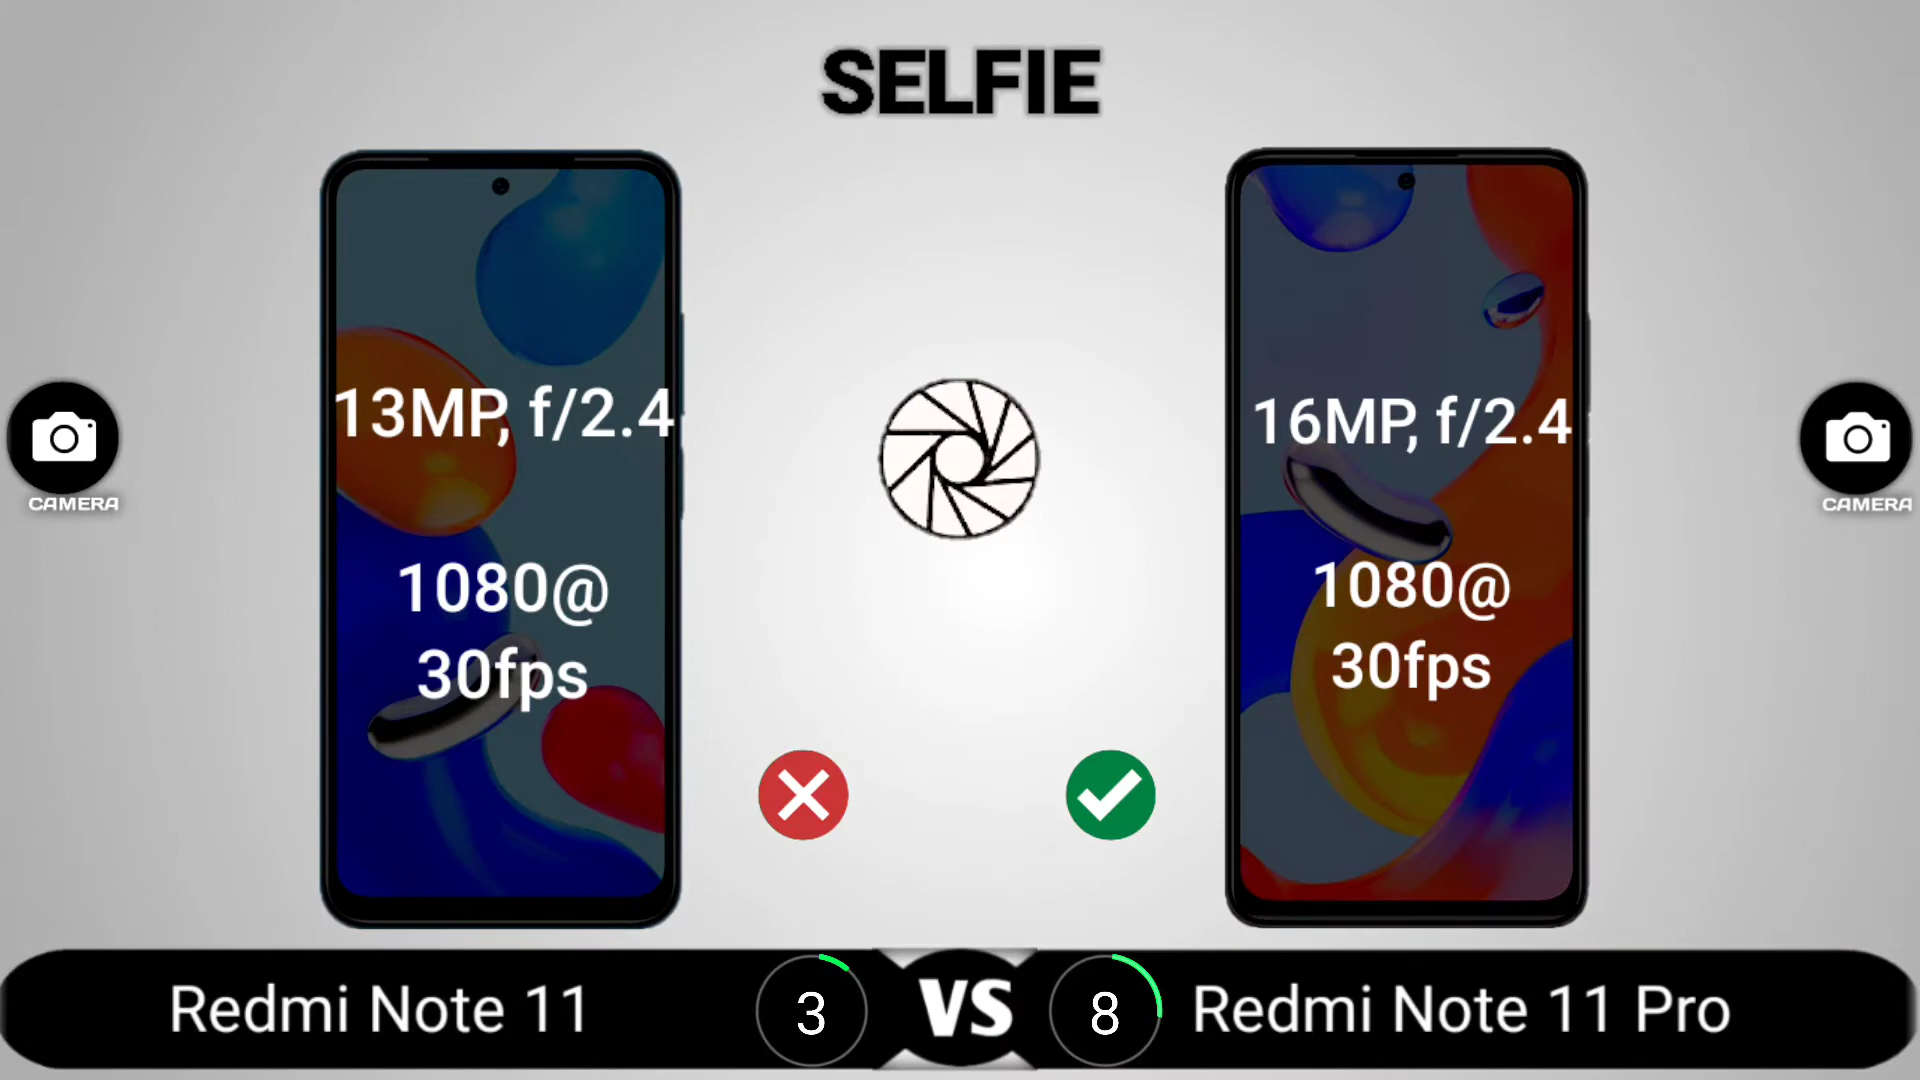 SELFIE
13MP, f/2.4
1080@
30fps
16MP, f/2.4
1080@
30fps
CAMERA
CAMERA
Redmi Note 11
3
VS
8
Redmi Note 11 Pro